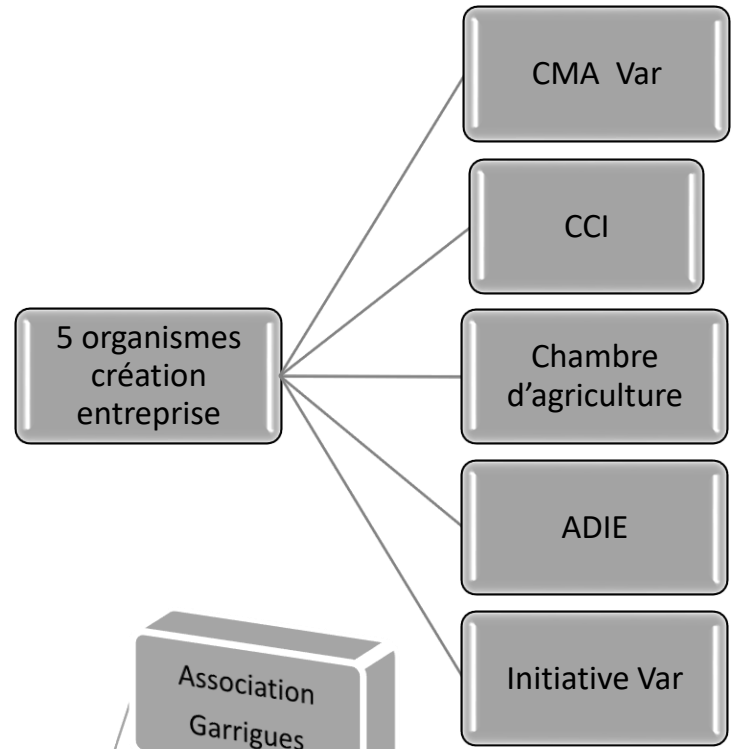 CMA Var
CCI
5 organismes
création
entreprise
Chambre
d'agriculture
ADIE
Initiative Var
Association
Garrigues